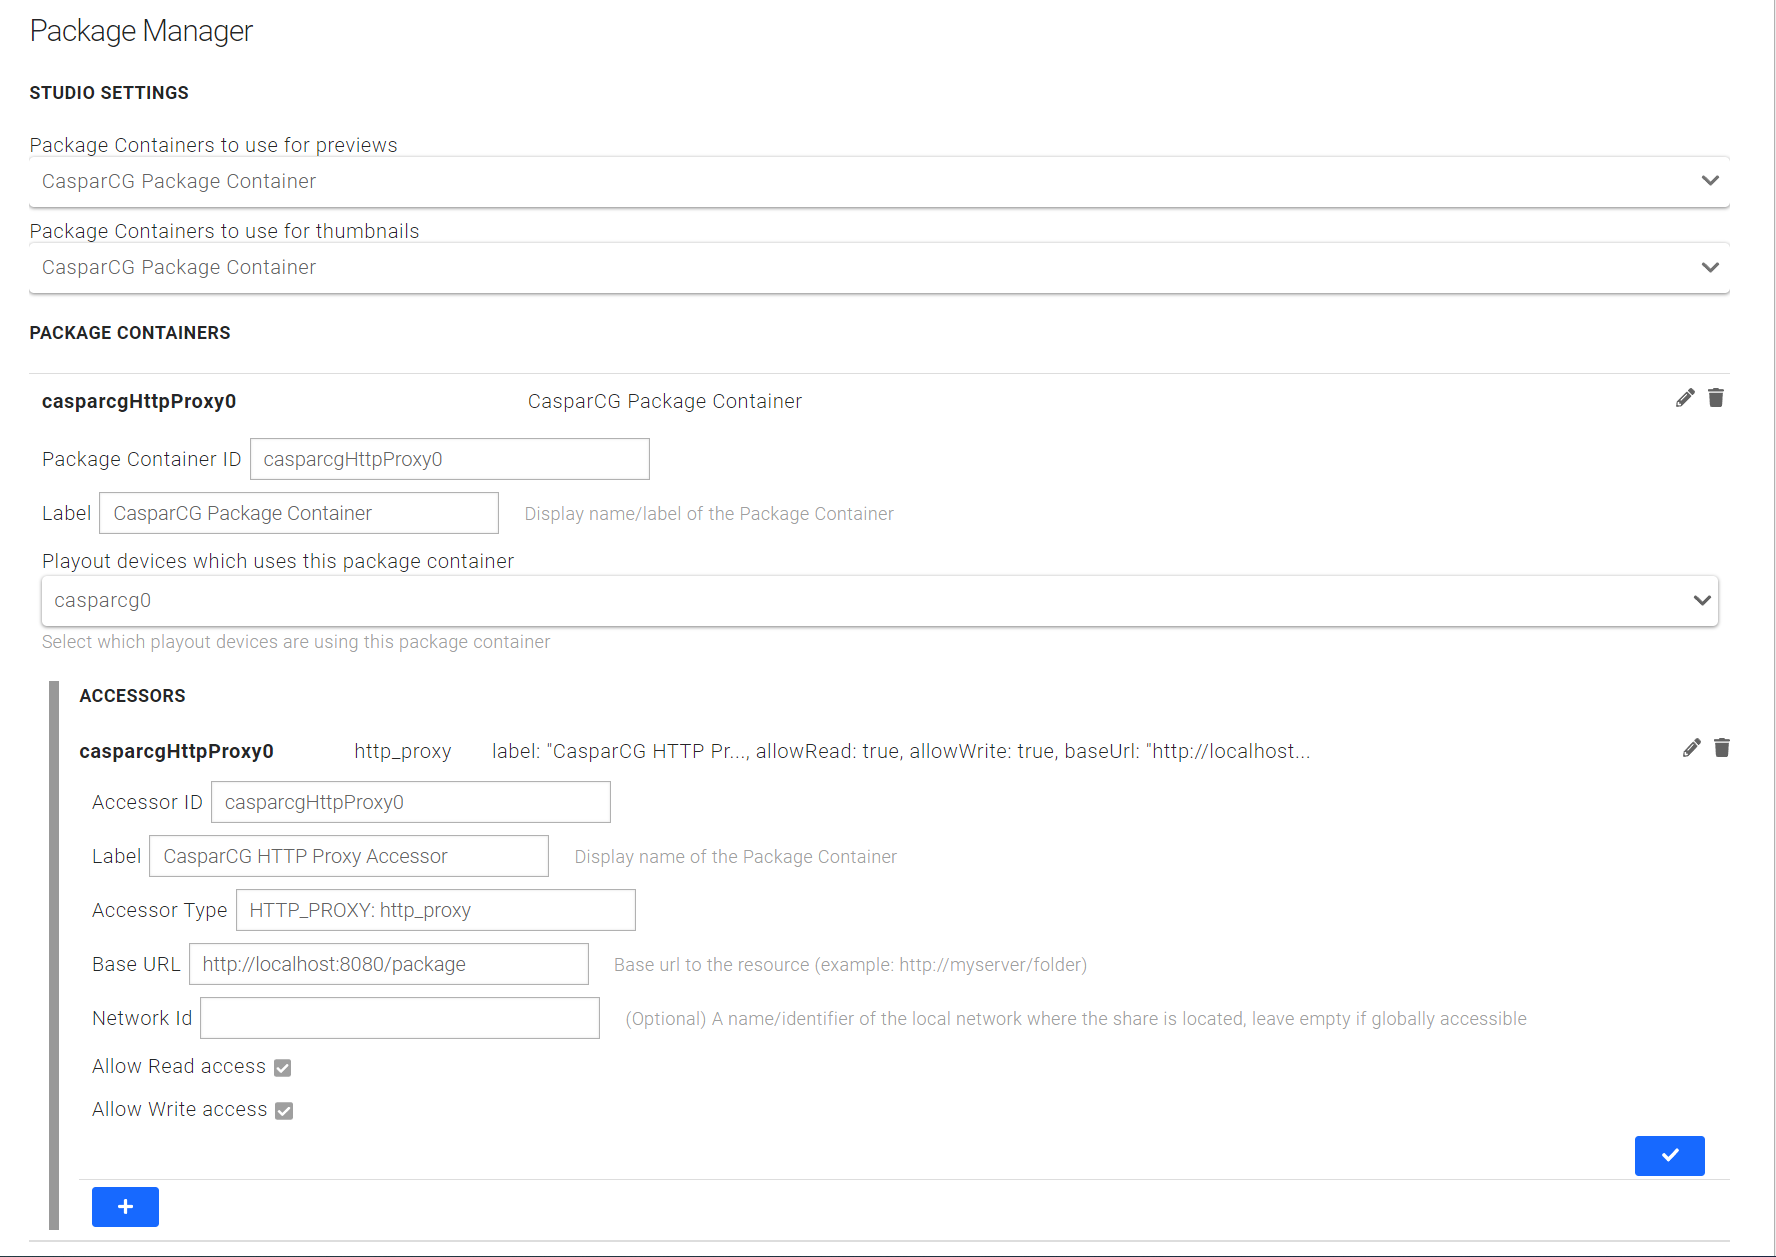 Package Manager
STUDIO SETTINGS
Package Containers to use for previews
CasparCG Package Container
Package Containers to use for thumbnails
CasparCG Package Container
PACKAGE CONTAINERS
casparcgHttpProxy0 CasparCG Package Container
Package Container ID casparcgHttpProxy0
Label CasparCG Package Container Display name/label of the Package Container
Playout devices which uses this package container
casparcg0
Select which playout devices are using this package container
ACCESSORS
casparcgHttpProxy0 http_proxy label: "CasparCG HTTP Pr..., allowRead: true, allowWrite: true, baseUrl: "http://localhost...
Accessor ID casparcgHttpProxy0
Label CasparCG HTTP Proxy Accessor Display name of the Package Container
Accessor Type HTTP_PROXY: http_proxy
Base URL http://localhost:8080/package Base url to the resource (example: http://myserver/folder)
Network Id (Optional) A name/identifier of the local network where the share is located, leave empty if globally accessible
Allow Read access
Allow Write access